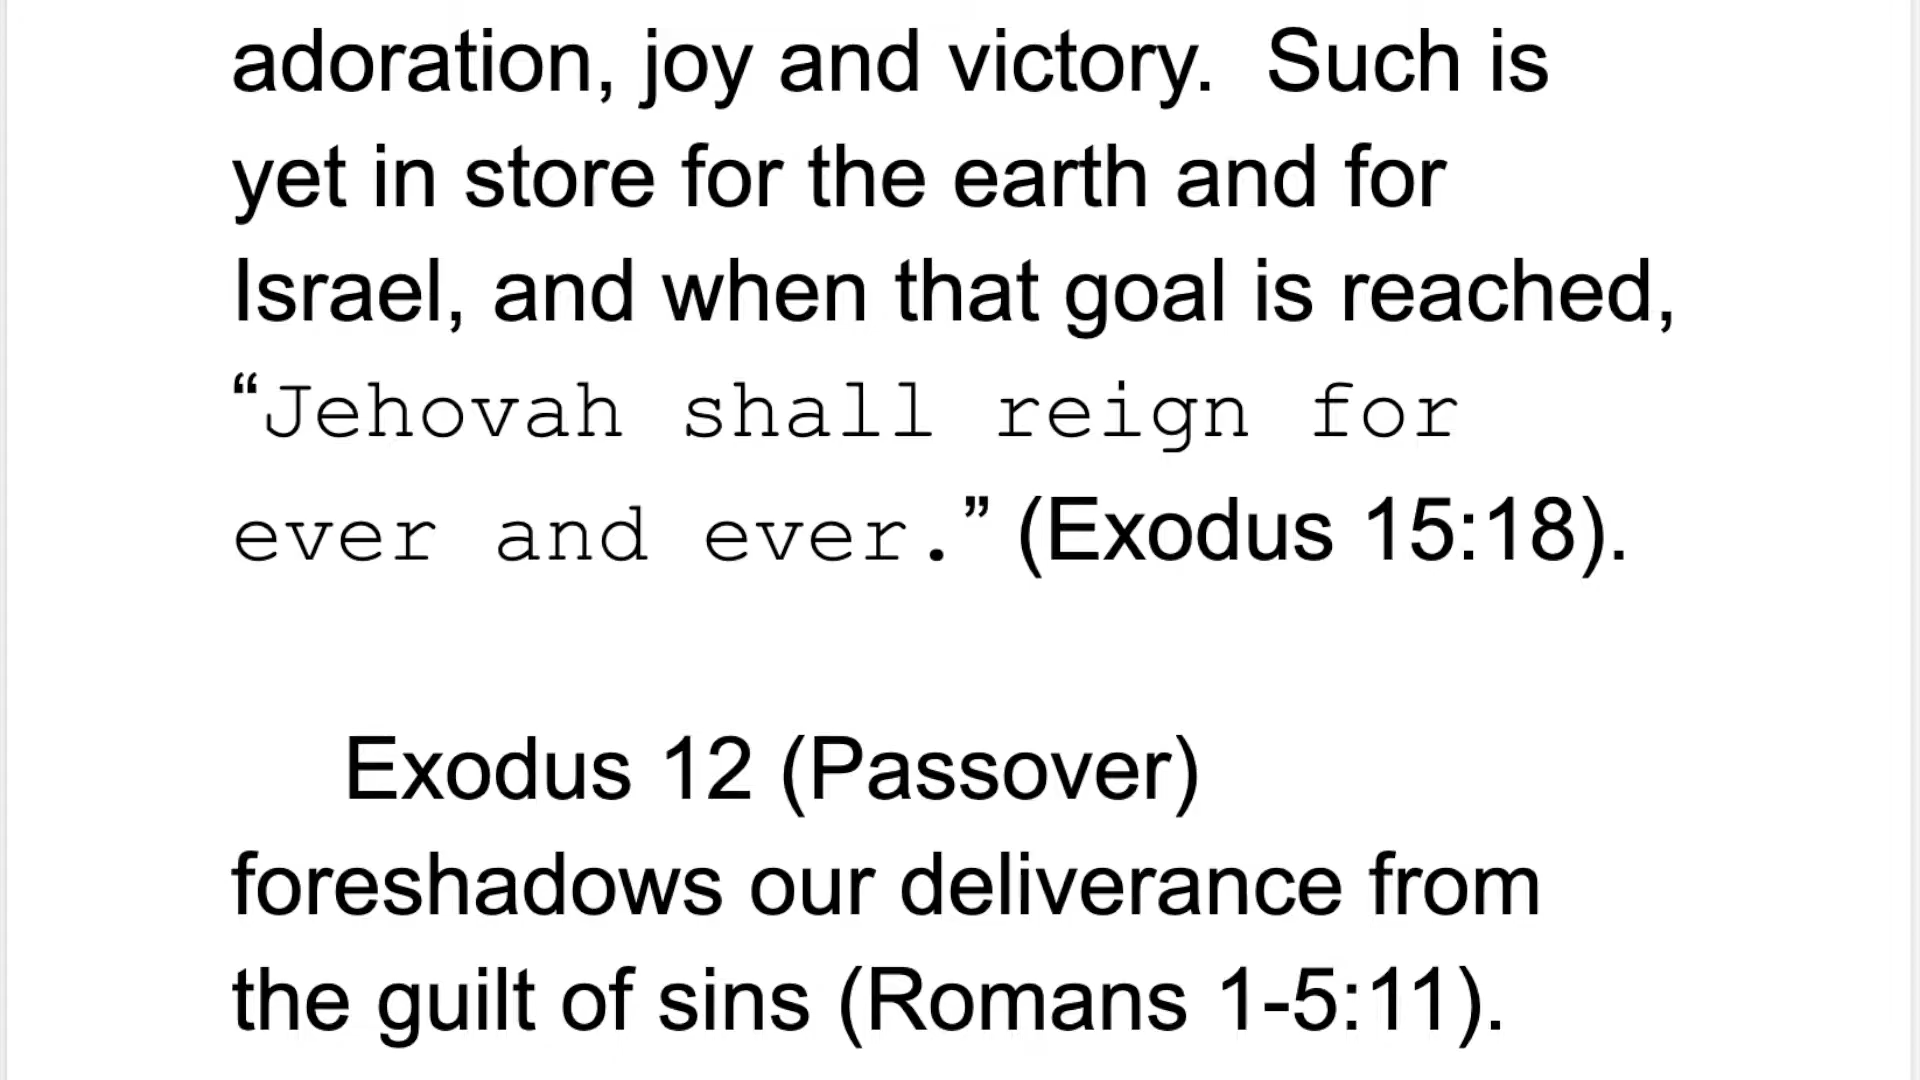 adoration, joy and victory.  Such is
yet in store for the earth and for
Israel, and when that goal is reached,
“Jehovah shall reign for
ever and ever.” (Exodus 15:18).
Exodus 12 (Passover)
foreshadows our deliverance from
the guilt of sins (Romans 1-5:11).